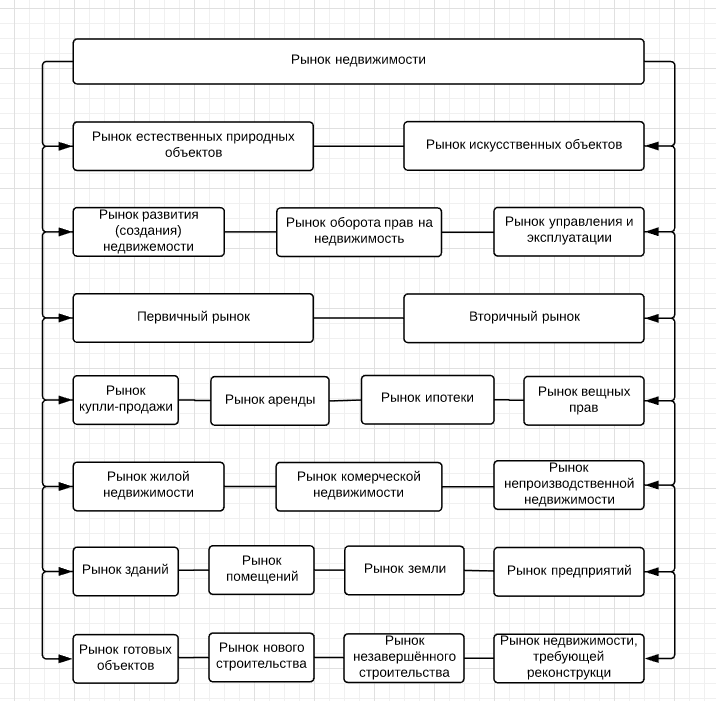 Рынок недвижимости
Рынок естественных природных
объектов
Рынок искусственных объектов
Рынок развития
(создания)
недвижемости
Рынок оборота прав на
недвижимость
Рынок управления и
эксплуатации
Первичный рынок
Вторичный рынок
Рынок
купли-продажи
Рынок аренды
Рынок ипотеки
Рынок вещных
прав
Рынок жилой
недвижимости
Рынок комерческой
недвижимости
Рынок
непроизводственной
недвижимости
Рынок зданий
Рынок
помещений
Рынок земли
Рынок предприятий
Рынок готовых
объектов
Рынок нового
строительства
Рынок
незавершённого
строительства
Рынок недвижимости,
требующей
реконструкци